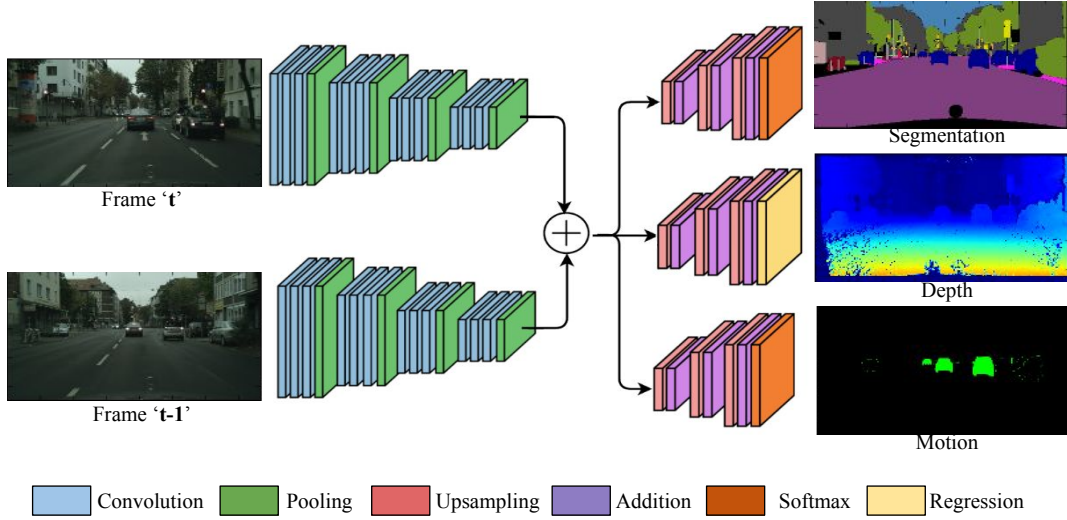 Segmentation
Frame ‘t’
Depth
Frame ‘t-1’
Motion
Convolution
Pooling
Upsampling
Addition
Softmax
Regression